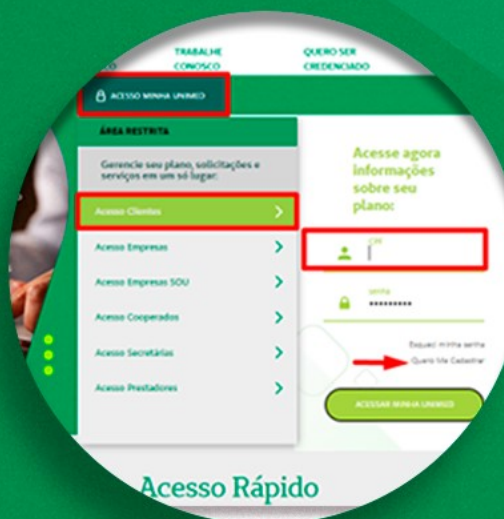 TRABALHE
CONOSCO
QUERO SER
CREDENCIADO
ACESSO MINHA UNIMED
ÁREA RESTRITA
Gerencie seu plano, solicitações e
serviços em um só lugar:
Acesso Clientes
Acesso Empresas
Acesso Empresas SOU
Acesso Cooperados
Acesso Secretárias
Acesso Prestadores
Acesse agora
informações
sobre seu
plano:
CPF
senha
•••••••••
Esqueci minha senha
Quero Me Cadastrar
ACESSAR MINHA UNIMED
Acesso Rápido